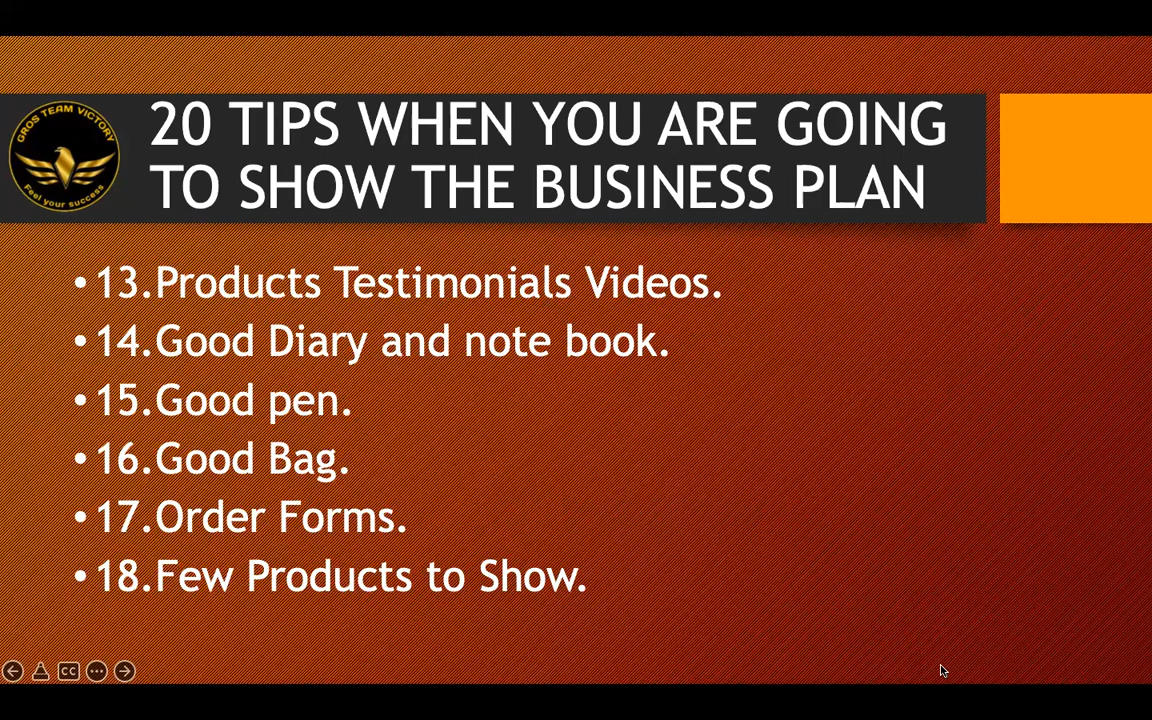 GROS TEAM VICTORY
Feel your success
20 TIPS WHEN YOU ARE GOING
TO SHOW THE BUSINESS PLAN
• 13.Products Testimonials Videos.
• 14.Good Diary and note book.
• 15.Good pen.
• 16.Good Bag.
• 17.Order Forms.
• 18.Few Products to Show.
CC